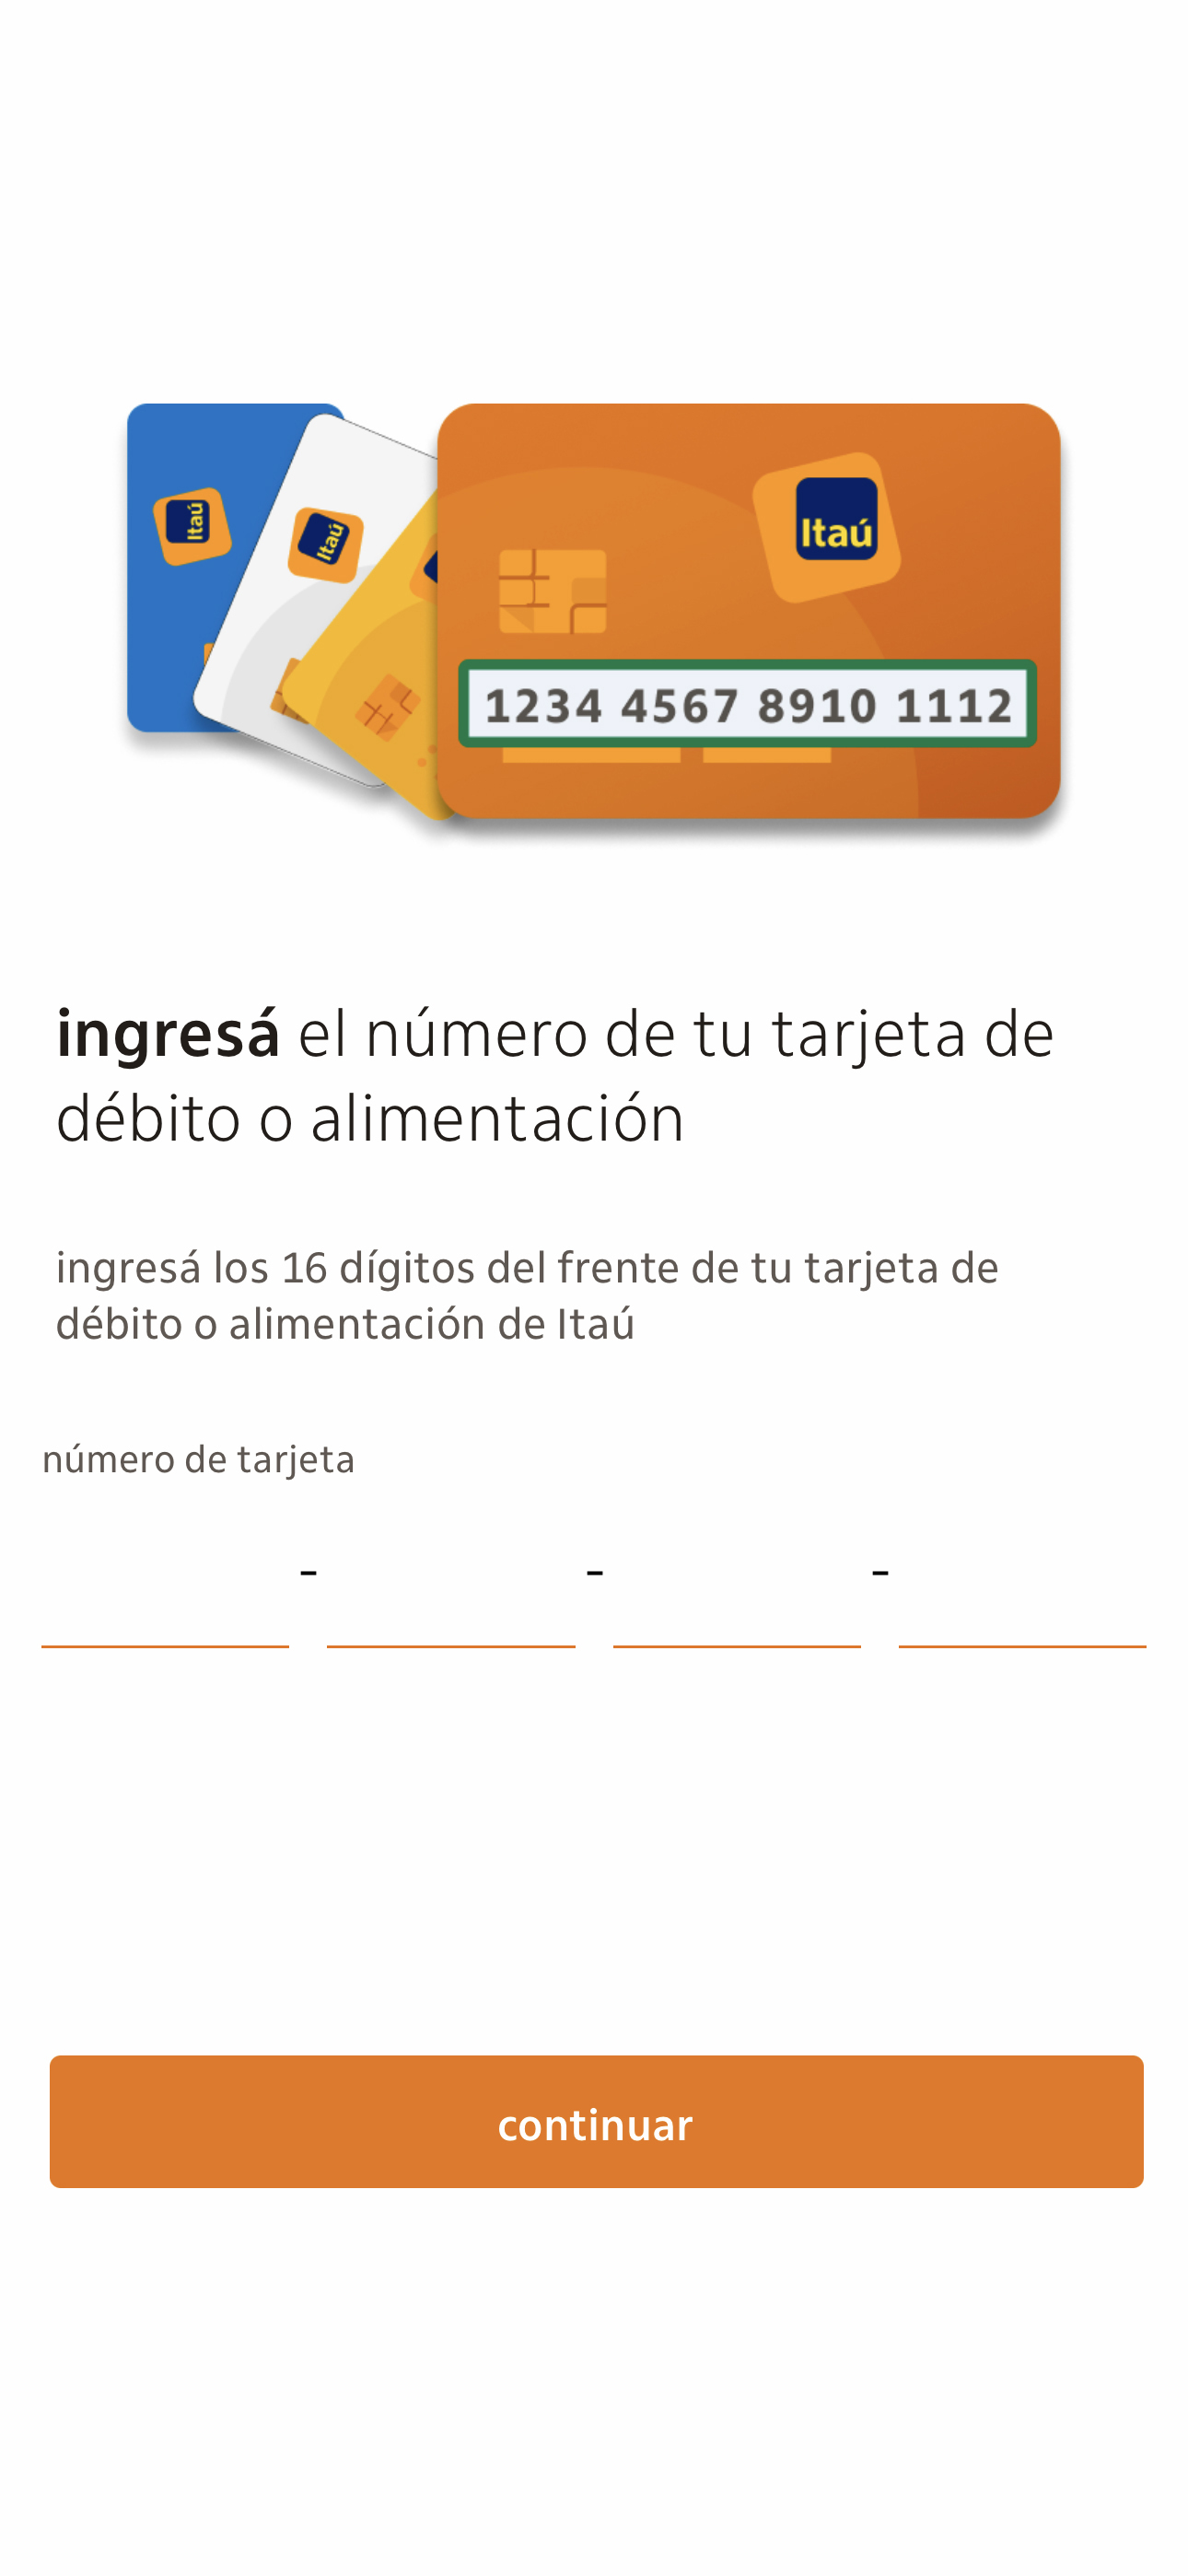 Itaú
Itaú
Itaú
1234 4567 8910 1112
ingresá el número de tu tarjeta de
débito o alimentación
ingresá los 16 dígitos del frente de tu tarjeta de
débito o alimentación de Itaú
número de tarjeta
- - -
continuar